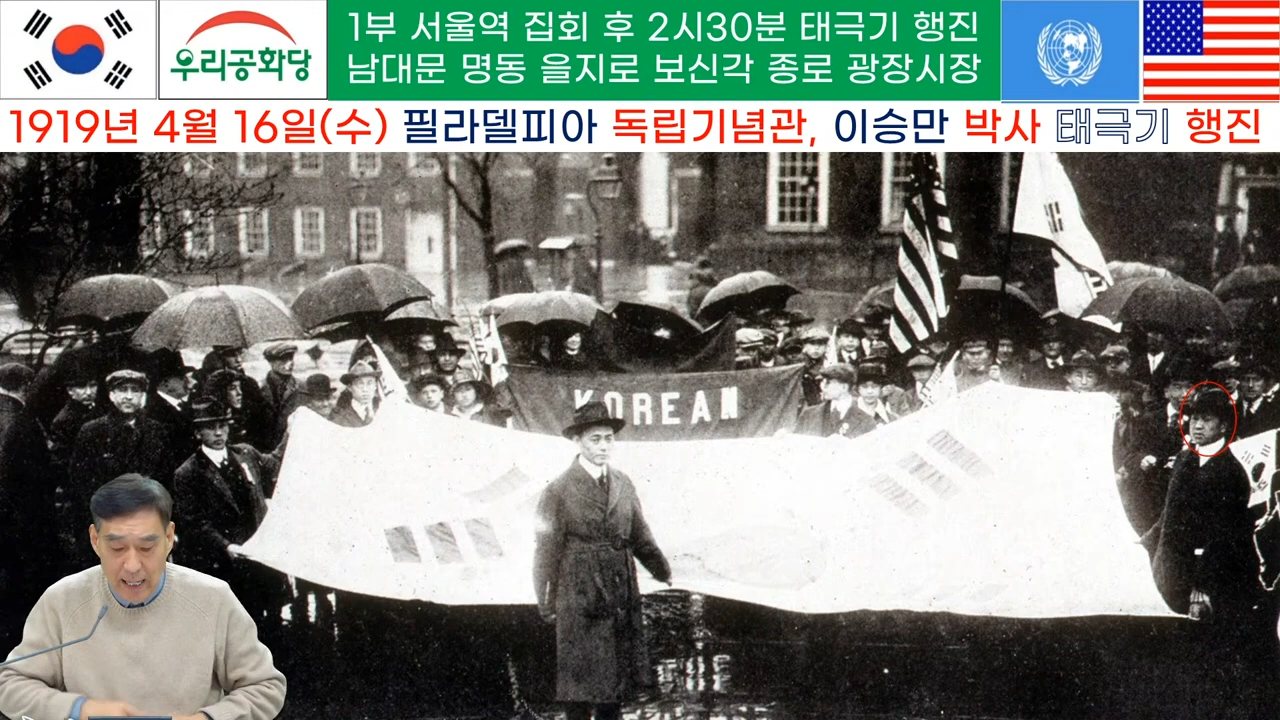 우리공화당
1부 서울역 집회 후 2시30분 태극기 행진
남대문 명동 을지로 보신각 종로 광장시장
1919년 4월 16일(수) 필라델피아 독립기념관, 이승만 박사 태극기 행진
KOREAN